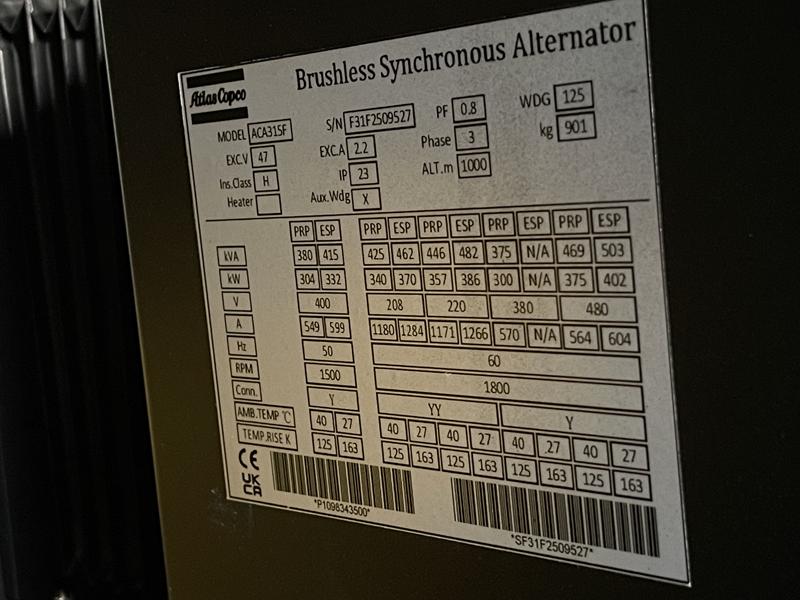 Atlas Copco
Brushless Synchronous Alternator
MODEL ACA315F S/N F31F2509527 PF 0.8 WDG 125
EXC.V 47 EXC.A 2.2 Phase 3 kg 901
Ins.Class H IP 23 ALT.m 1000
Heater Aux.Wdg X
PRP ESP PRP ESP PRP ESP PRP ESP PRP ESP
kVA 380 415 425 462 446 482 375 N/A 469 503
kW 304 332 340 370 357 386 300 N/A 375 402
V 400 208 220 380 480
A 549 599 1180 1284 1171 1266 570 N/A 564 604
Hz 50 60
RPM 1500 1800
Conn. Y YY Y
AMB.TEMP ℃ 40 27 40 27 40 27 40 27 40 27
TEMP.RISE K 125 163 125 163 125 163 125 163 125 163
CE
UK
CA
*P1098343500*
*SF31F2509527*